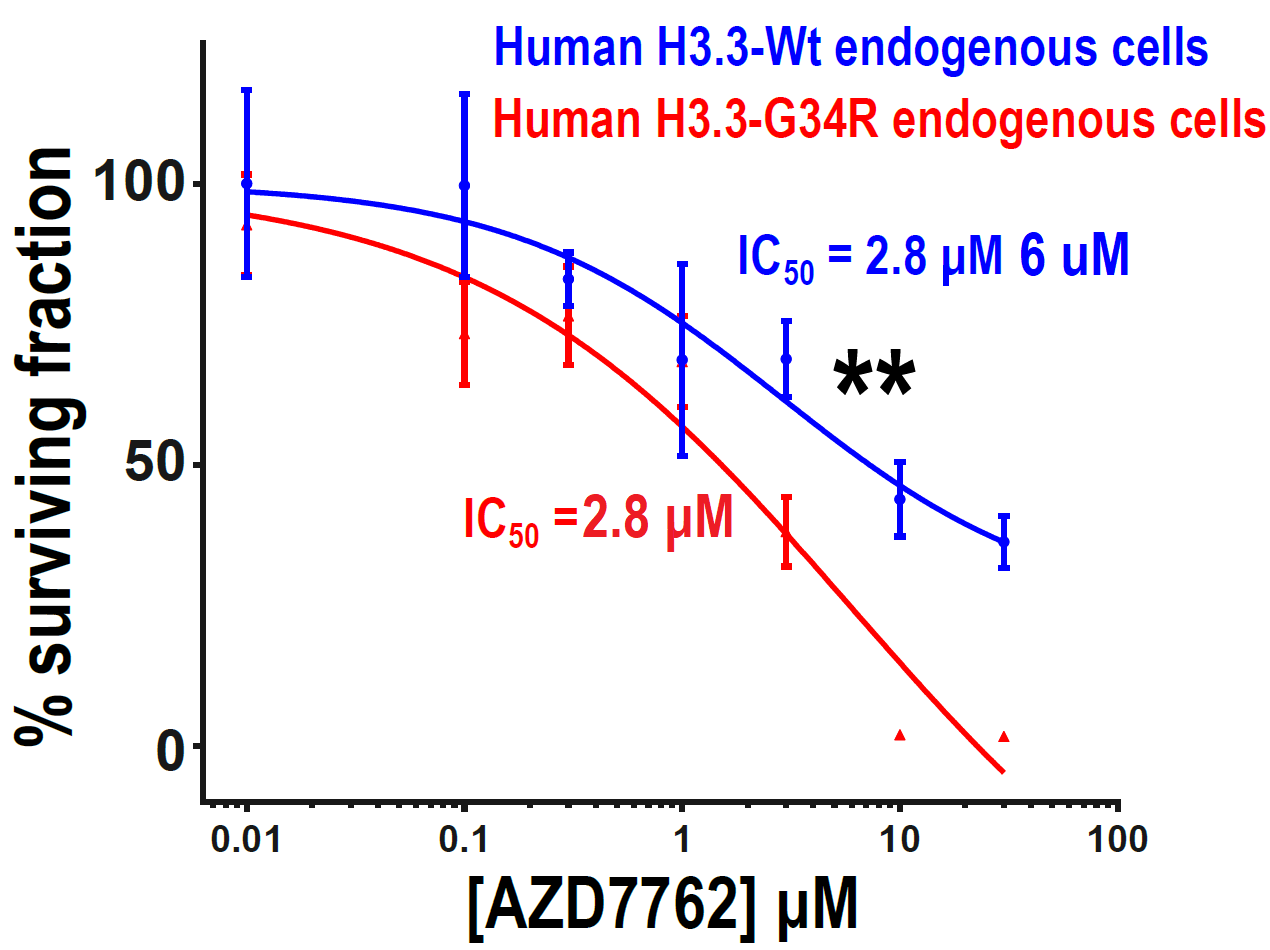 Human H3.3-Wt endogenous cells
Human H3.3-G34R endogenous cells
% surviving fraction
100
50
0
IC50 = 2.8 µM 6 uM
**
IC50 = 2.8 µM
0.01 0.1 1 10 100
[AZD7762] µM